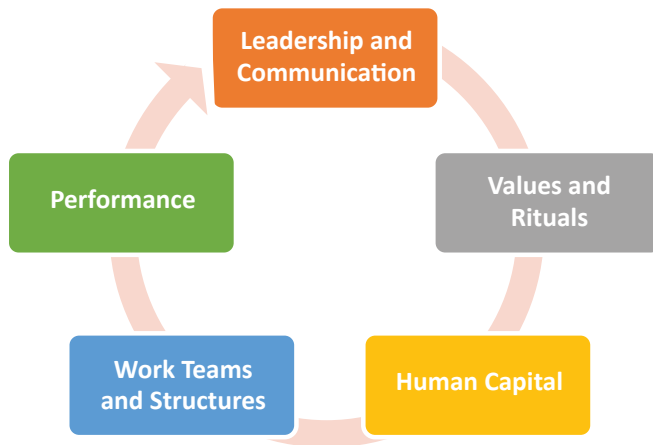 Leadership and
Communication
Values and
Rituals
Human Capital
Work Teams
and Structures
Performance